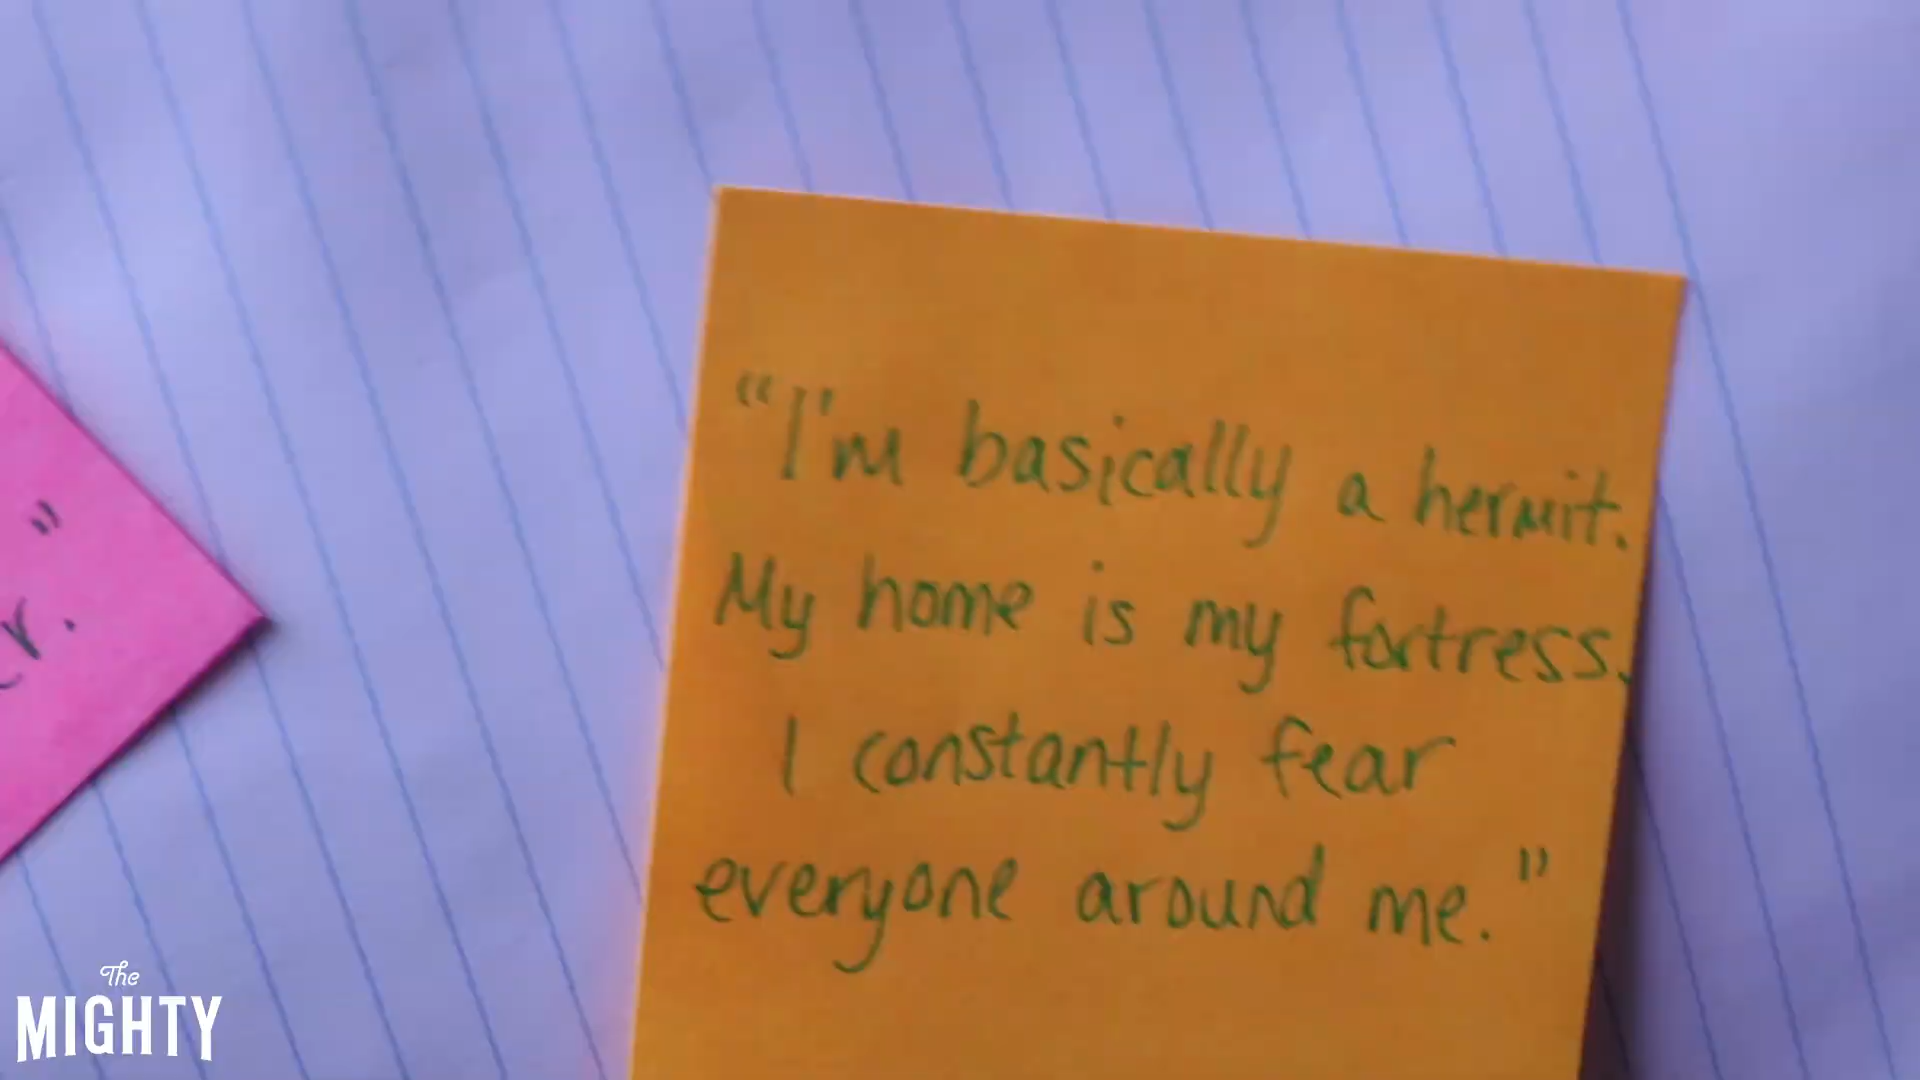 "I'm basically a hermit.
My home is my fortress.
I constantly fear
everyone around me."
"
r.
The
MIGHTY